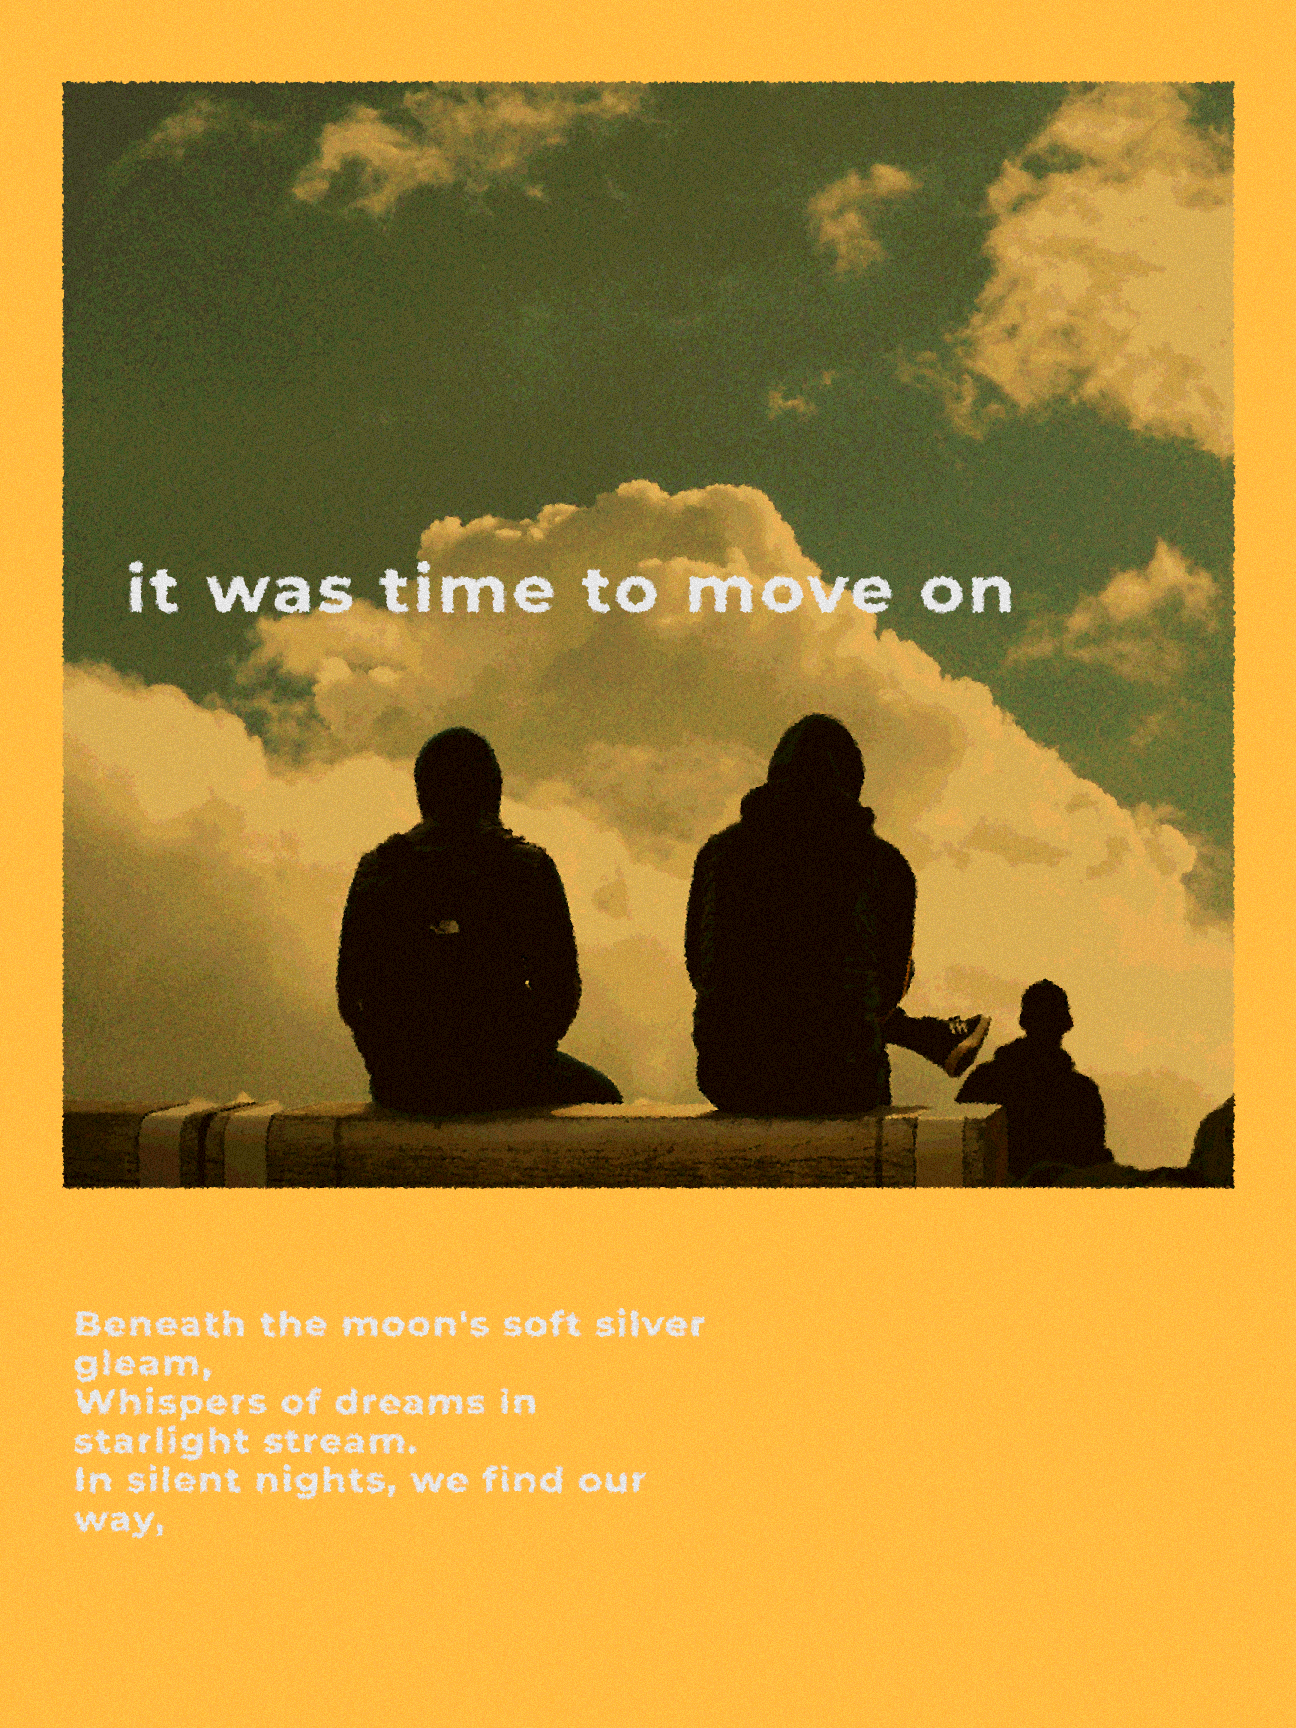 it was time to move on
Beneath the moon's soft silver
gleam,
Whispers of dreams in
starlight stream.
In silent nights, we find our
way,